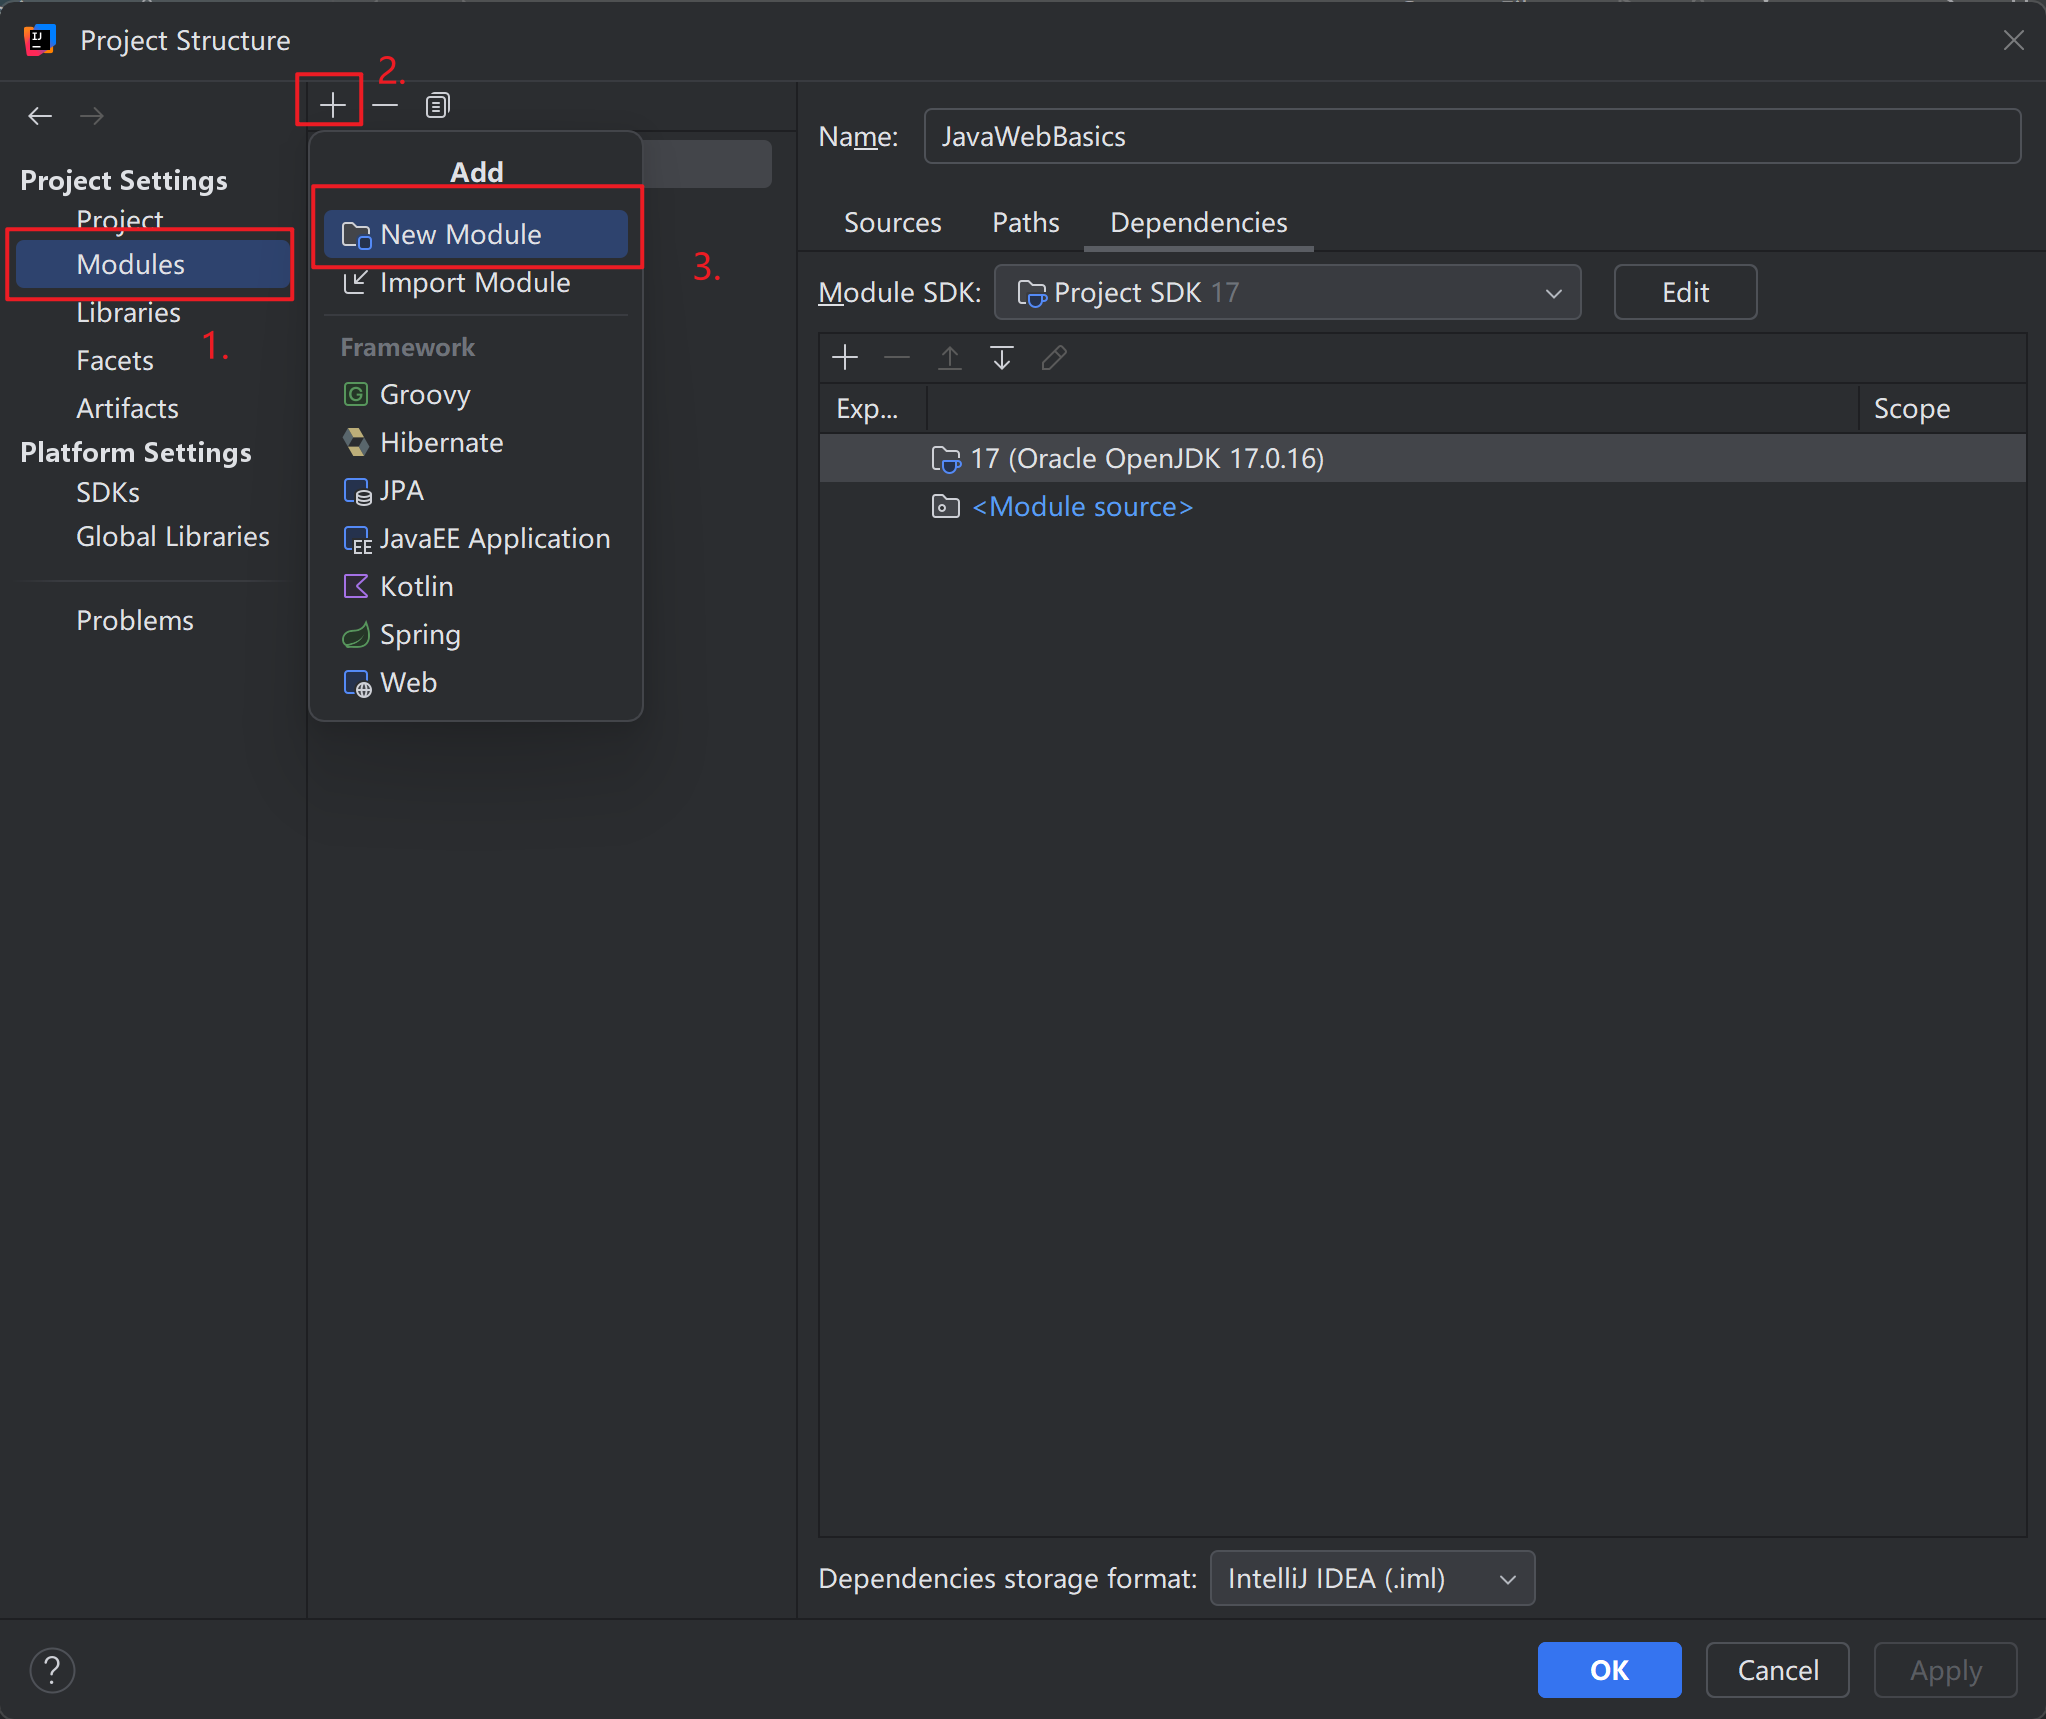 Project Structure
2.
Project Settings
Project
Modules
Libraries
1.
Facets
Artifacts
Platform Settings
SDKs
Global Libraries
Problems
Add
New Module
3.
Import Module
Framework
Groovy
Hibernate
JPA
JavaEE Application
Kotlin
Spring
Web
Name: JavaWebBasics
Sources Paths Dependencies
Module SDK: Project SDK 17 Edit
Exp... Scope
17 (Oracle OpenJDK 17.0.16)
<Module source>
Dependencies storage format: IntelliJ IDEA (.iml)
? OK Cancel Apply